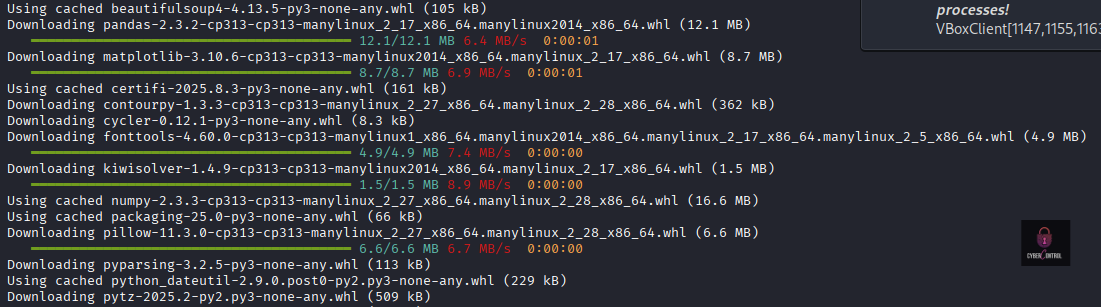 Using cached beautifulsoup4-4.13.5-py3-none-any.whl (105 kB)
Downloading pandas-2.3.2-cp313-cp313-manylinux_2_17_x86_64.manylinux2014_x86_64.whl (12.1 MB)
12.1/12.1 MB 6.4 MB/s 0:00:01
Downloading matplotlib-3.10.6-cp313-cp313-manylinux2014_x86_64.manylinux_2_17_x86_64.whl (8.7 MB)
8.7/8.7 MB 6.9 MB/s 0:00:01
Using cached certifi-2025.8.3-py3-none-any.whl (161 kB)
Downloading contourpy-1.3.3-cp313-cp313-manylinux_2_27_x86_64.manylinux_2_28_x86_64.whl (362 kB)
Downloading cycler-0.12.1-py3-none-any.whl (8.3 kB)
Downloading fonttools-4.60.0-cp313-cp313-manylinux1_x86_64.manylinux2014_x86_64.manylinux_2_17_x86_64.manylinux_2_5_x86_64.whl (4.9 MB)
4.9/4.9 MB 7.4 MB/s 0:00:00
Downloading kiwisolver-1.4.9-cp313-cp313-manylinux2014_x86_64.manylinux_2_17_x86_64.whl (1.5 MB)
1.5/1.5 MB 8.9 MB/s 0:00:00
Using cached numpy-2.3.3-cp313-cp313-manylinux_2_27_x86_64.manylinux_2_28_x86_64.whl (16.6 MB)
Using cached packaging-25.0-py3-none-any.whl (66 kB)
Downloading pillow-11.3.0-cp313-cp313-manylinux_2_27_x86_64.manylinux_2_28_x86_64.whl (6.6 MB)
6.6/6.6 MB 6.7 MB/s 0:00:00
Downloading pyparsing-3.2.5-py3-none-any.whl (113 kB)
Using cached python_dateutil-2.9.0.post0-py2.py3-none-any.whl (229 kB)
Downloading pytz-2025.2-py2.py3-none-any.whl (509 kB)
processes!
VBoxClient[1147,1155,1163